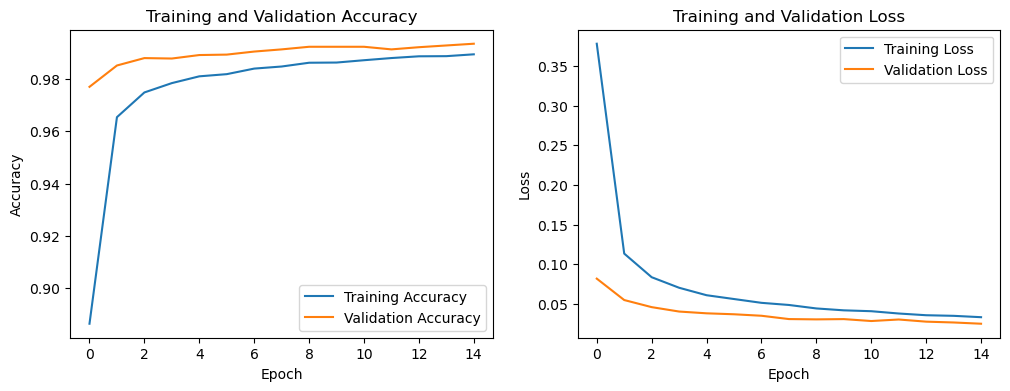 Training and Validation Accuracy
Accuracy
0.98
0.96
0.94
0.92
0.90
Training Accuracy
Validation Accuracy
0 2 4 6 8 10 12 14
Epoch
Training and Validation Loss
Loss
0.35
0.30
0.25
0.20
0.15
0.10
0.05
Training Loss
Validation Loss
0 2 4 6 8 10 12 14
Epoch